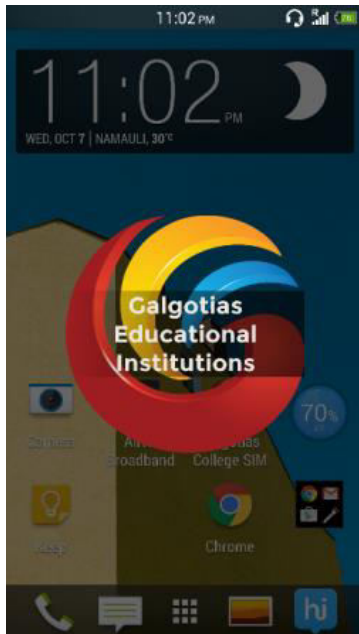 11:02 PM
11:02 PM
WED, OCT 7 | NAMAULI, 30°C
Galgotias
Educational
Institutions
70%
Camera
Broadband
College SIM
Keep
Chrome
hi